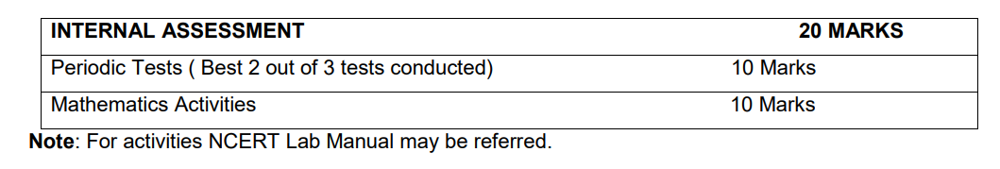 INTERNAL ASSESSMENT 20 MARKS
Periodic Tests ( Best 2 out of 3 tests conducted) 10 Marks
Mathematics Activities 10 Marks
Note: For activities NCERT Lab Manual may be referred.